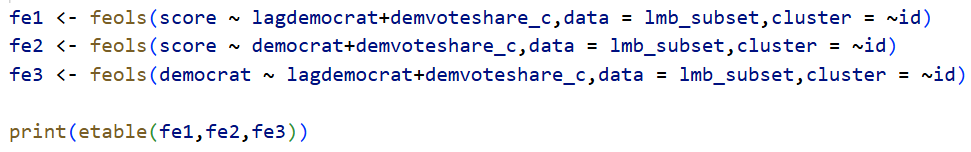 fe1 <- feols(score ~ lagdemocrat+demvoteshare_c,data = lmb_subset,cluster = ~id)
fe2 <- feols(score ~ democrat+demvoteshare_c,data = lmb_subset,cluster = ~id)
fe3 <- feols(democrat ~ lagdemocrat+demvoteshare_c,data = lmb_subset,cluster = ~id)
print(etable(fe1,fe2,fe3))